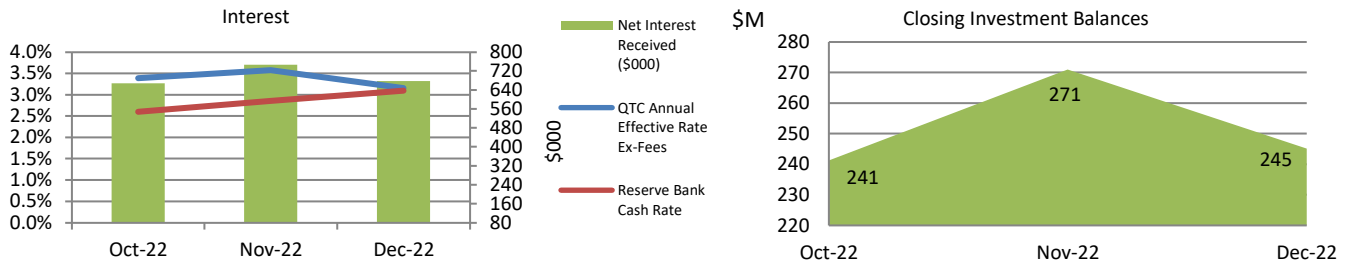 Interest
4.0%
3.5%
3.0%
2.5%
2.0%
1.5%
1.0%
0.5%
0.0%
800
720
640
560
480
400
320
240
160
80
$000
Oct-22
Nov-22
Dec-22
Net Interest
Received
($000)
QTC Annual
Effective Rate
Ex-Fees
Reserve Bank
Cash Rate
$M
Closing Investment Balances
280
270
260
250
240
230
220
241
271
245
Oct-22
Nov-22
Dec-22